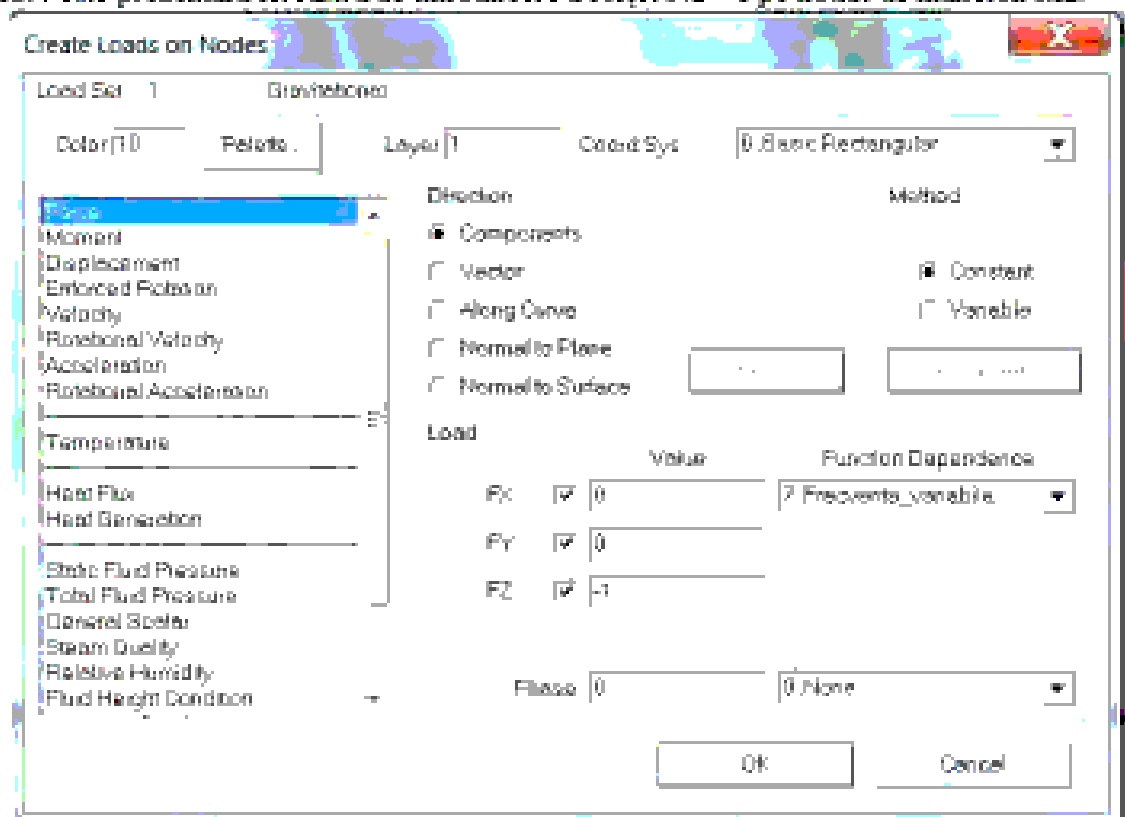 Create Loads on Nodes
Load Set 1 Gravitational
Color 10 Palette... Layer 1 Coord Sys 0..Basic Rectangular
Direction Method
Force
Moment
Displacement
Enforced Rotation
Velocity
Rotational Velocity
Acceleration
Rotational Acceleration
Temperature
Heat Flux
Heat Generation
Static Fluid Pressure
Total Fluid Pressure
General Scalar
Steam Quality
Relative Humidity
Fluid Height Condition
Components
Vector
Along Curve
Normal to Plane
Normal to Surface
Constant
Variable
Load
Value Function Dependence
FX 0 2..Frecventa_variabila
FY 0
FZ -1
Phase 0 0..None
OK Cancel